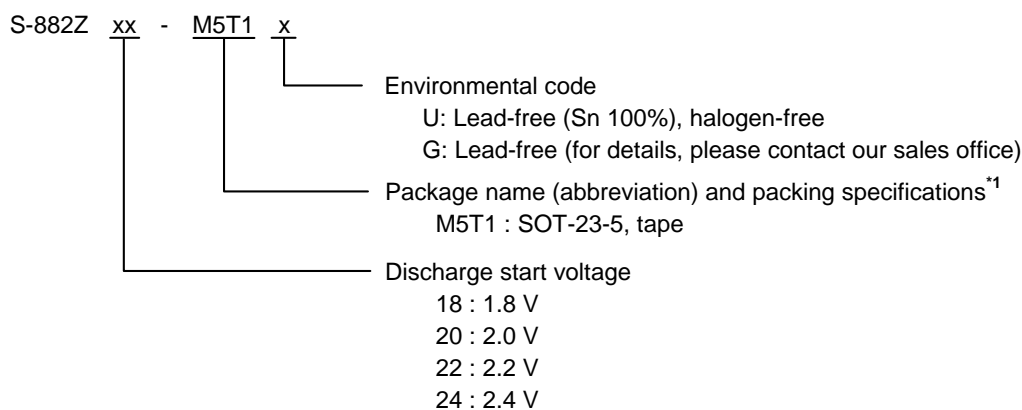 S-882Z xx - M5T1 x
Environmental code
U: Lead-free (Sn 100%), halogen-free
G: Lead-free (for details, please contact our sales office)
Package name (abbreviation) and packing specifications*1
M5T1 : SOT-23-5, tape
Discharge start voltage
18 : 1.8 V
20 : 2.0 V
22 : 2.2 V
24 : 2.4 V